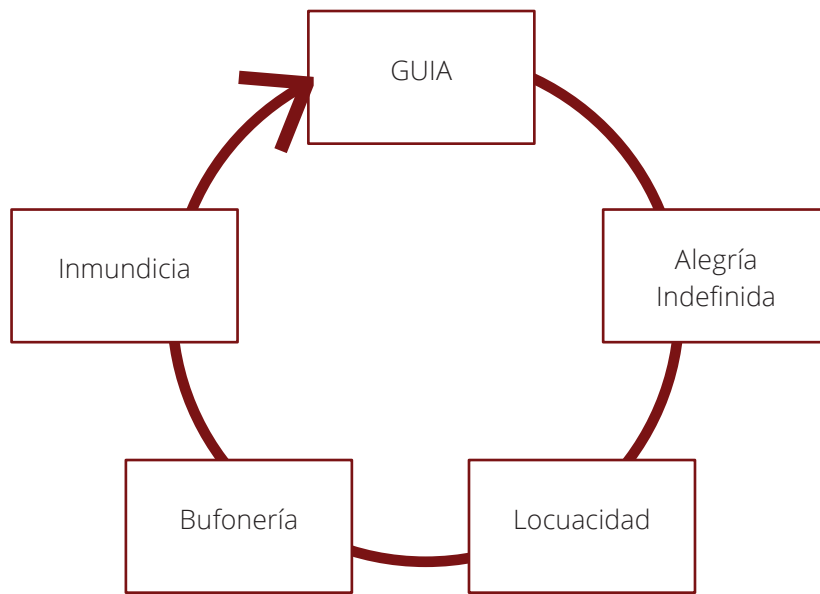 GUIA
Alegría
Indefinida
Locuacidad
Bufonería
Inmundicia